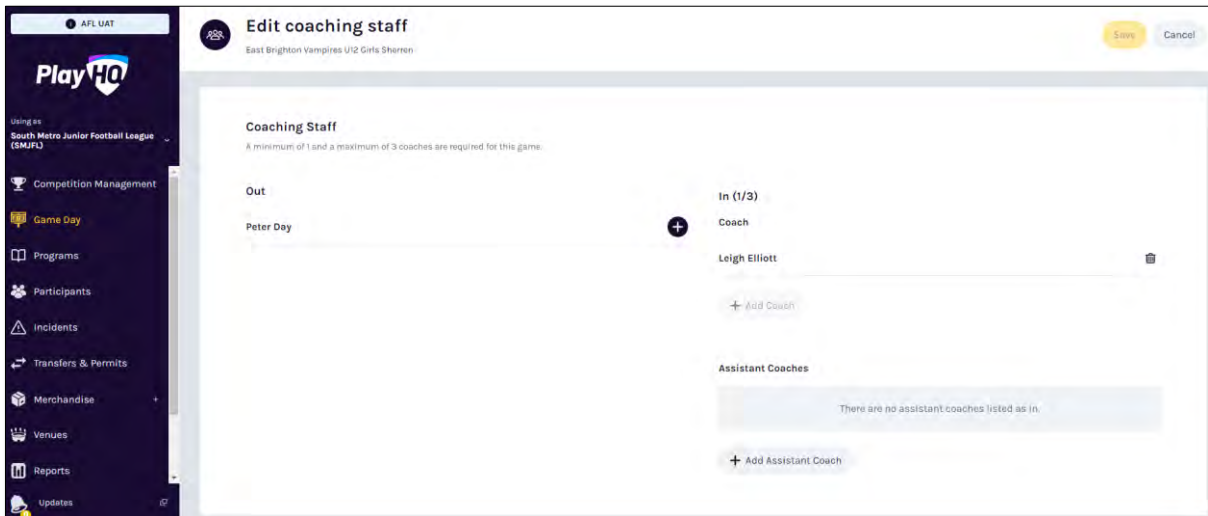 AFL UAT
PlayHQ
Using as
South Metro Junior Football League
(SMJFL)
Competition Management
Game Day
Programs
Participants
Incidents
Transfers & Permits
Merchandise +
Venues
Reports
Updates
Edit coaching staff
East Brighton Vampires U12 Girls Sherren
Save
Cancel
Coaching Staff
A minimum of 1 and a maximum of 3 coaches are required for this game.
Out
Peter Day
In (1/3)
Coach
Leigh Elliott
+ Add Coach
Assistant Coaches
There are no assistant coaches listed as in.
+ Add Assistant Coach